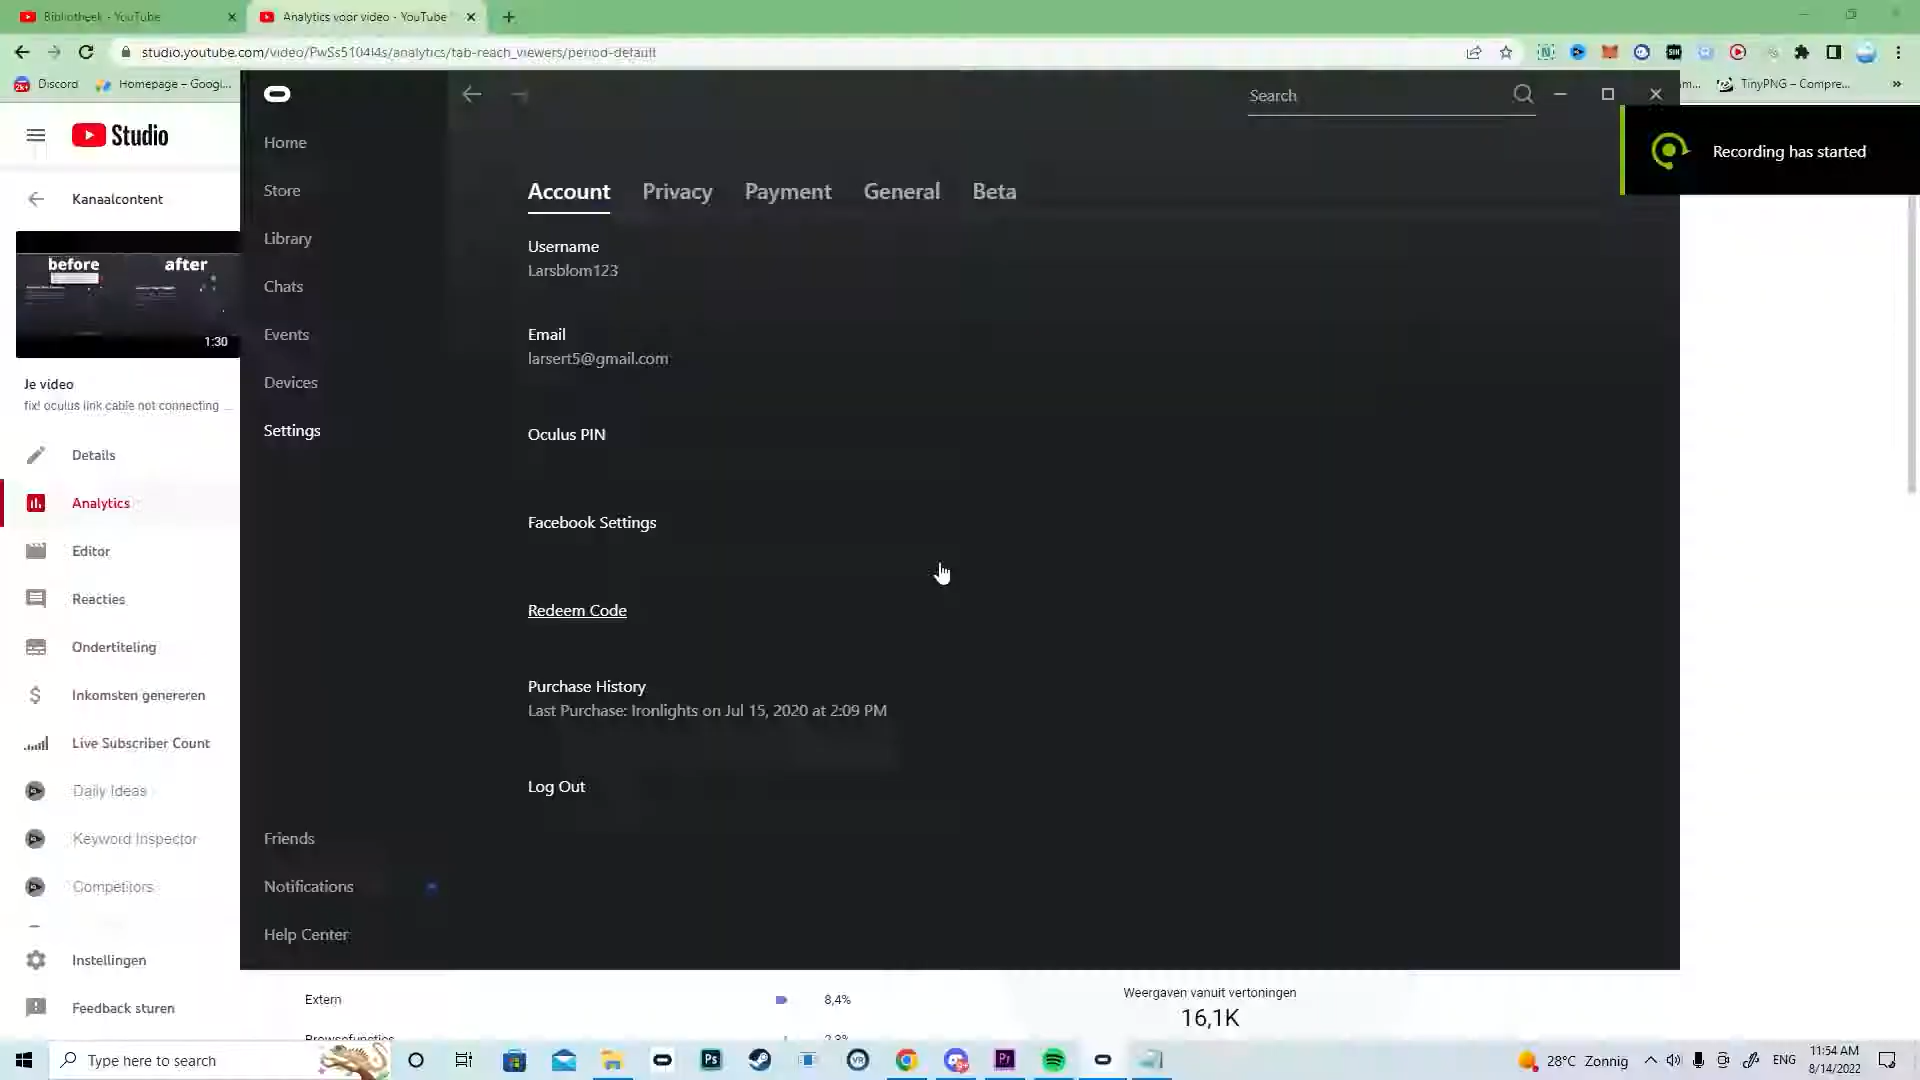 Bibliotheek - YouTube
Analytics voor video - YouTube
studio.youtube.com/video/PwSs5104l4s/analytics/tab-reach_viewers/period-default
Discord
Homepage – Googl...
TinyPNG – Compre...
Studio
Kanaalcontent
before
after
1:30
Je video
fix! oculus link cable not connecting ...
Details
Analytics
Editor
Reacties
Ondertiteling
Inkomsten genereren
Live Subscriber Count
Daily Ideas
Keyword Inspector
Competitors
Instellingen
Feedback sturen
Home
Store
Library
Chats
Events
Devices
Settings
Friends
Notifications
Help Center
Search
Recording has started
Account Privacy Payment General Beta
Username
Larsblom123
Email
larsert5@gmail.com
Oculus PIN
Facebook Settings
Redeem Code
Purchase History
Last Purchase: Ironlights on Jul 15, 2020 at 2:09 PM
Log Out
Extern
8,4%
Weergaven vanuit vertoningen
16,1K
Type here to search
28°C Zonnig
ENG
11:54 AM
8/14/2022